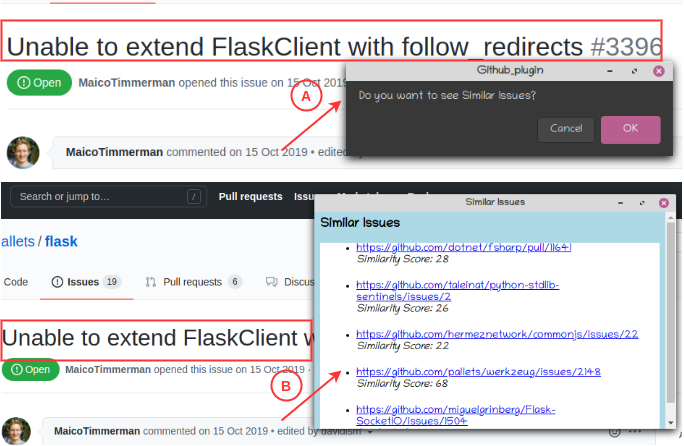 Unable to extend FlaskClient with follow_redirects #3396
Open MaicoTimmerman opened this issue on 15 Oct 2019
A
Github_plugin
Do you want to see Similar Issues?
Cancel OK
MaicoTimmerman commented on 15 Oct 2019 • edited
Search or jump to… / Pull requests
Similar Issues
Similar Issues
allets / flask
https://github.com/dotnet/fsharp/pull/11641
Similarity Score: 28
Code Issues 19 Pull requests 6 Discus
https://github.com/taleinat/python-stdlib-
sentinels/issues/2
Similarity Score: 26
Unable to extend FlaskClient w
https://github.com/hermeznetwork/commonjs/issues/22
Similarity Score: 22
Open MaicoTimmerman opened this issue on 15 Oct 2019 ·
https://github.com/pallets/werkzeug/issues/2148
Similarity Score: 68
B
https://github.com/miguelgrinberg/Flask-
SocketIO/issues/1504
MaicoTimmerman commented on 15 Oct 2019 • edited by davidism